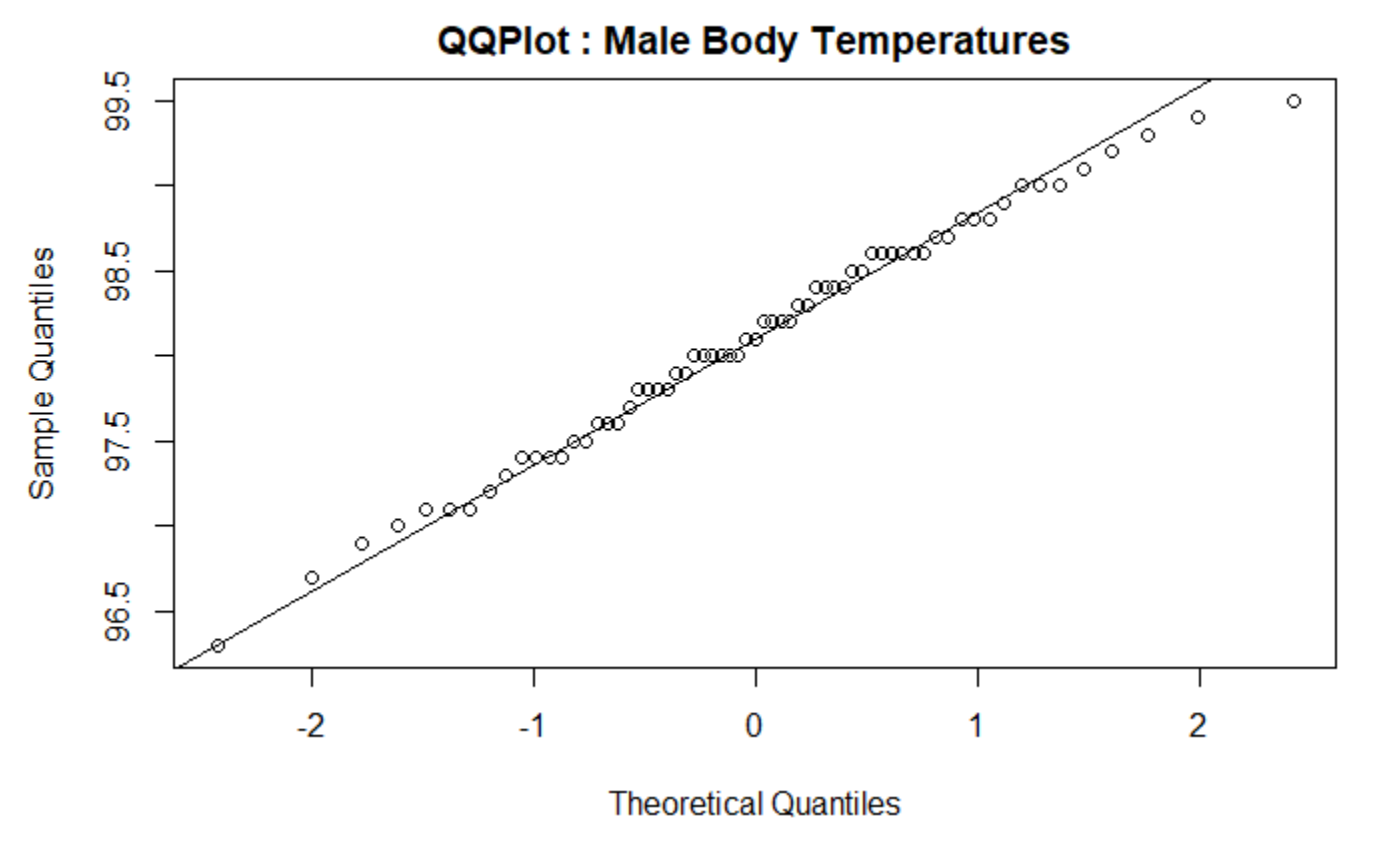 QQPlot : Male Body Temperatures
Sample Quantiles
99.5
98.5
97.5
96.5
-2 -1 0 1 2
Theoretical Quantiles